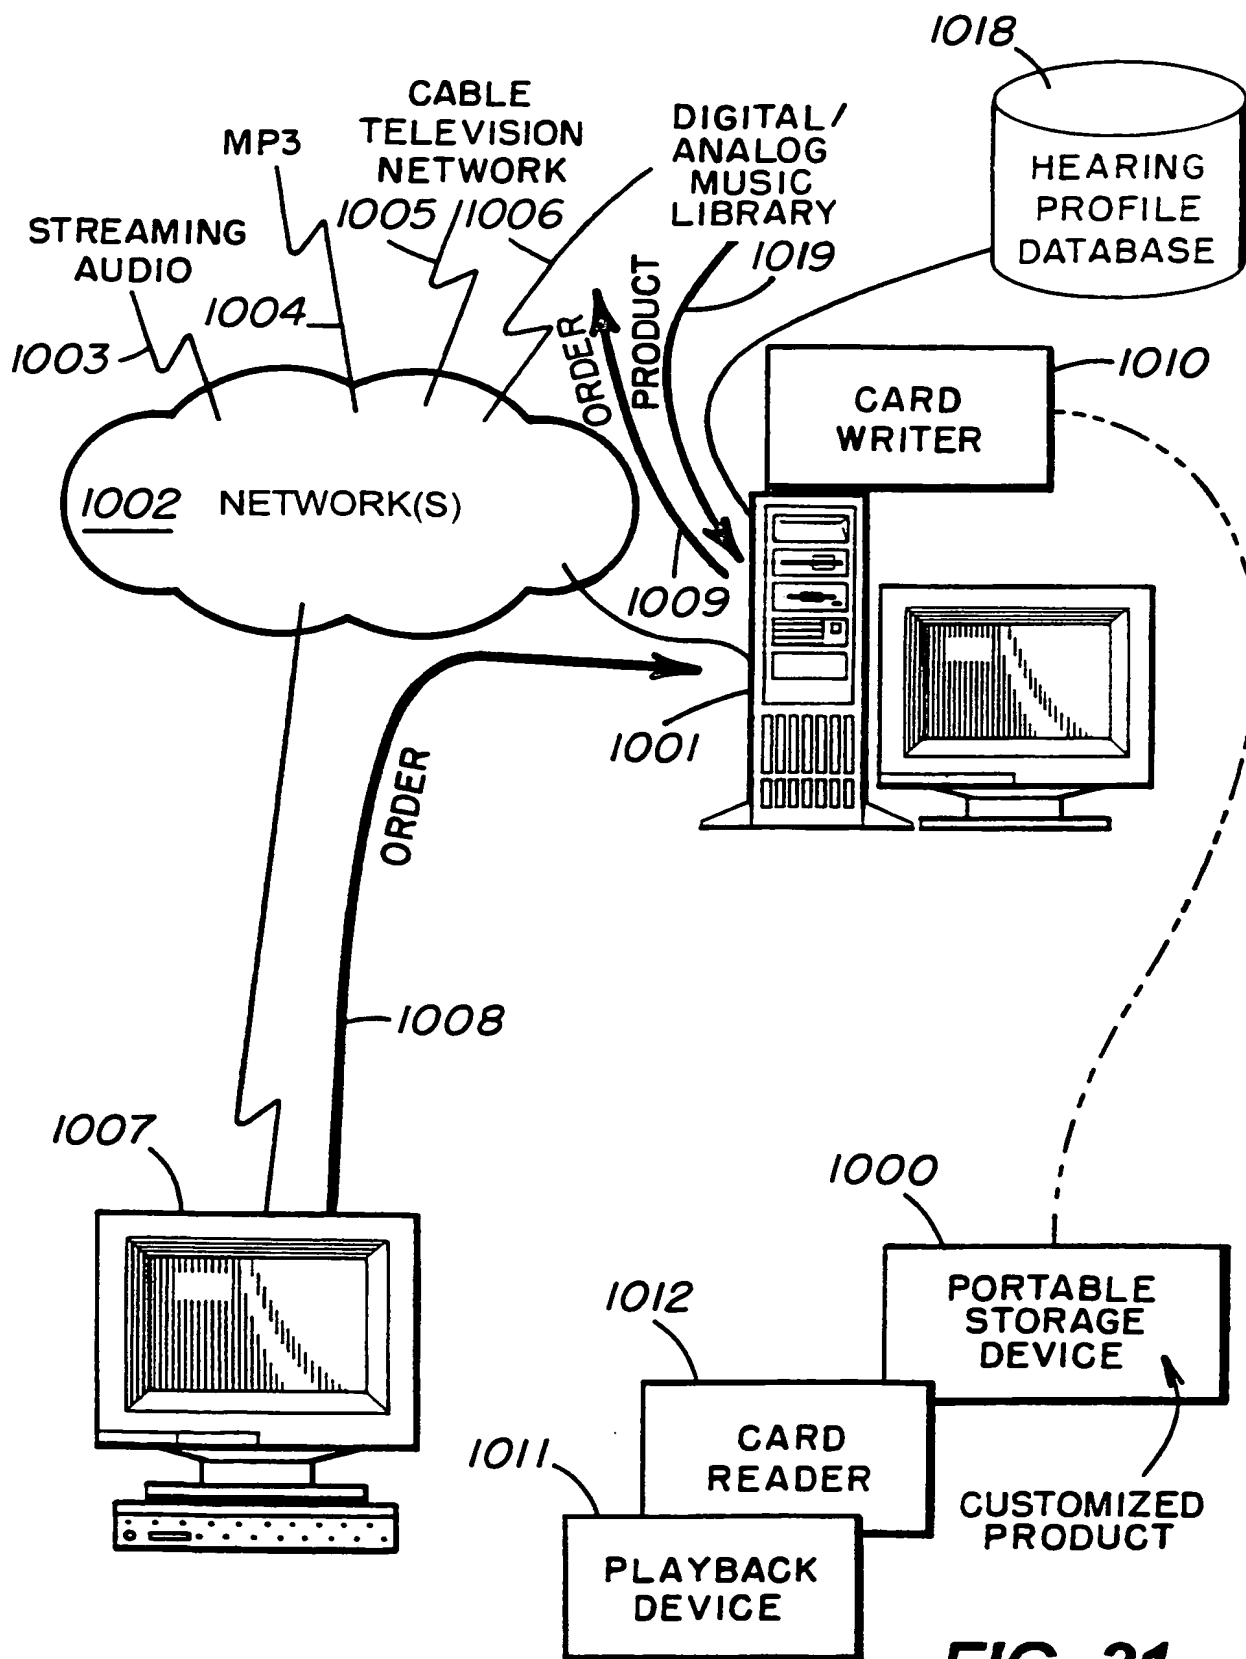 1018
CABLE
TELEVISION
NETWORK
DIGITAL/
ANALOG
MUSIC
LIBRARY
MP3
HEARING
PROFILE
DATABASE
STREAMING
AUDIO
1005
1006
1019
1004
1003
ORDER
PRODUCT
1010
CARD
WRITER
1002 NETWORK(S)
1009
1001
ORDER
1008
1007
1000
PORTABLE
STORAGE
DEVICE
1012
CARD
READER
1011
CUSTOMIZED
PRODUCT
PLAYBACK
DEVICE
FIG. 21